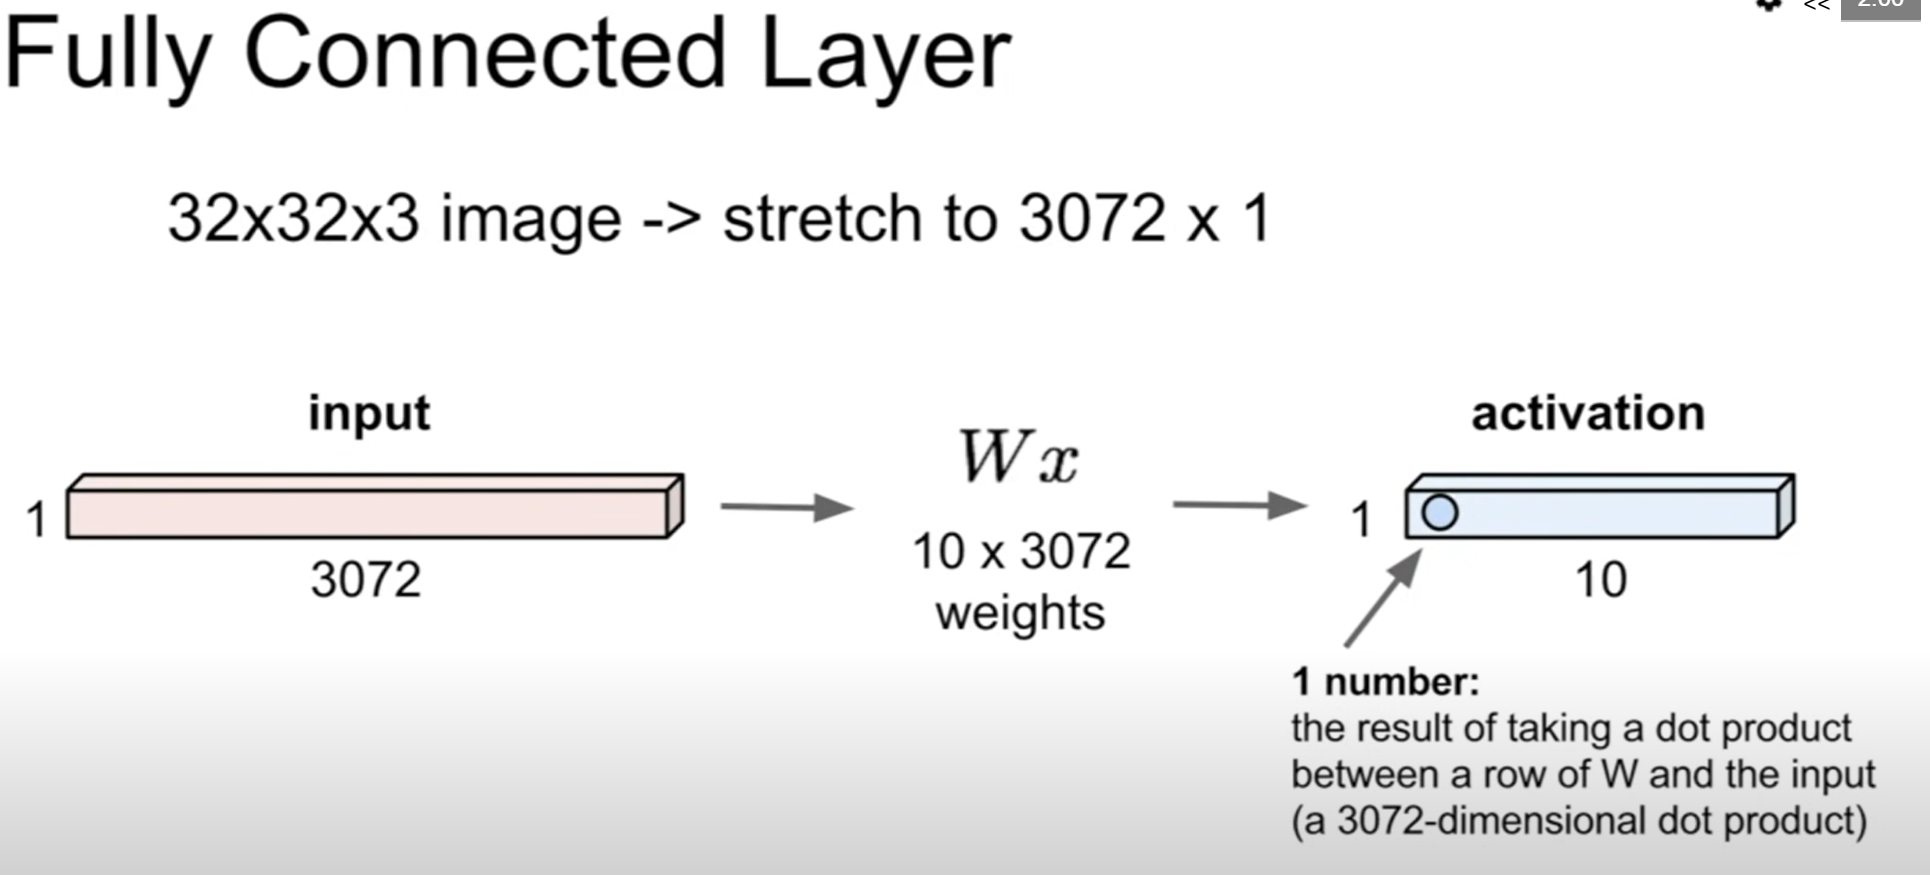 <<
Fully Connected Layer
32x32x3 image -> stretch to 3072 x 1
input
1
3072
Wx
10 x 3072
weights
activation
1
10
1 number:
the result of taking a dot product
between a row of W and the input
(a 3072-dimensional dot product)